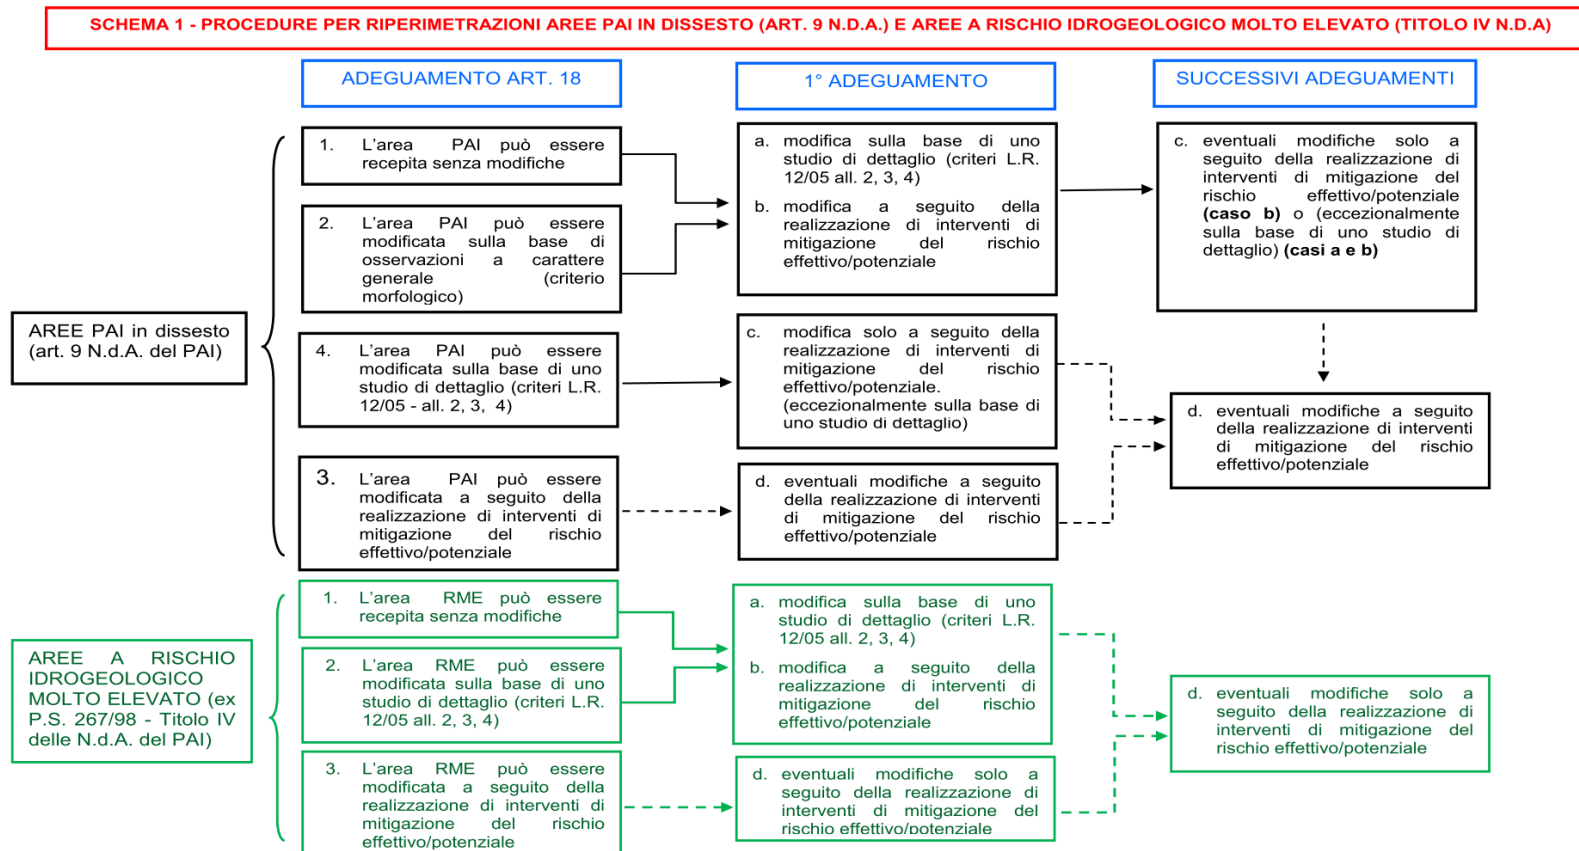 SCHEMA 1 - PROCEDURE PER RIPERIMETRAZIONI AREE PAI IN DISSESTO (ART. 9 N.D.A.) E AREE A RISCHIO IDROGEOLOGICO MOLTO ELEVATO (TITOLO IV N.D.A)
ADEGUAMENTO ART. 18
1° ADEGUAMENTO
SUCCESSIVI ADEGUAMENTI
AREE PAI in dissesto
(art. 9 N.d.A. del PAI)
1. L'area PAI può essere
recepita senza modifiche
2. L'area PAI può essere
modificata sulla base di
osservazioni a carattere
generale (criterio
morfologico)
4. L'area PAI può essere
modificata sulla base di uno
studio di dettaglio (criteri L.R.
12/05 - all. 2, 3, 4)
3. L'area PAI può essere
modificata a seguito della
realizzazione di interventi di
mitigazione del rischio
effettivo/potenziale
a. modifica sulla base di uno
studio di dettaglio (criteri L.R.
12/05 all. 2, 3, 4)
b. modifica a seguito della
realizzazione di interventi di
mitigazione del rischio
effettivo/potenziale
c. modifica solo a seguito della
realizzazione di interventi di
mitigazione del rischio
effettivo/potenziale.
(eccezionalmente sulla base di
uno studio di dettaglio)
d. eventuali modifiche a seguito
della realizzazione di interventi
di mitigazione del rischio
effettivo/potenziale
c. eventuali modifiche solo a
seguito della realizzazione di
interventi di mitigazione del
rischio effettivo/potenziale
(caso b) o (eccezionalmente
sulla base di uno studio di
dettaglio) (casi a e b)
d. eventuali modifiche a seguito
della realizzazione di interventi
di mitigazione del rischio
effettivo/potenziale
AREE A RISCHIO
IDROGEOLOGICO
MOLTO ELEVATO (ex
P.S. 267/98 - Titolo IV
delle N.d.A. del PAI)
1. L'area RME può essere
recepita senza modifiche
2. L'area RME può essere
modificata sulla base di uno
studio di dettaglio (criteri L.R.
12/05 all. 2, 3, 4)
3. L'area RME può essere
modificata a seguito della
realizzazione di interventi di
mitigazione del rischio
effettivo/potenziale
a. modifica sulla base di uno
studio di dettaglio (criteri L.R.
12/05 all. 2, 3, 4)
b. modifica a seguito della
realizzazione di interventi di
mitigazione del rischio
effettivo/potenziale
d. eventuali modifiche solo a
seguito della realizzazione di
interventi di mitigazione del
rischio effettivo/potenziale
d. eventuali modifiche solo a
seguito della realizzazione di
interventi di mitigazione del
rischio effettivo/potenziale